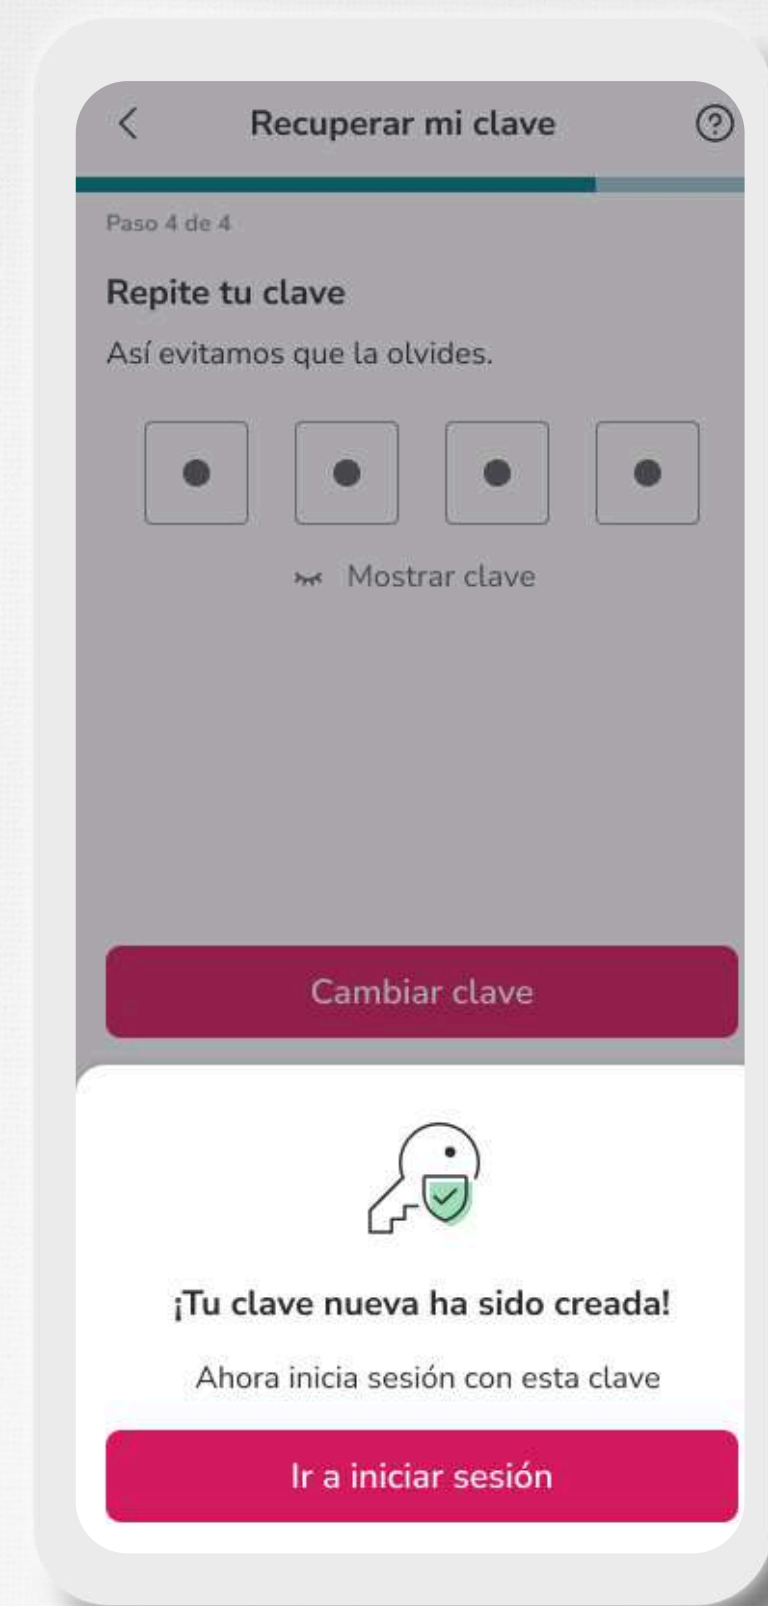 Recuperar mi clave
Paso 4 de 4
Repite tu clave
Así evitamos que la olvides.
Mostrar clave
Cambiar clave
¡Tu clave nueva ha sido creada!
Ahora inicia sesión con esta clave
Ir a iniciar sesión